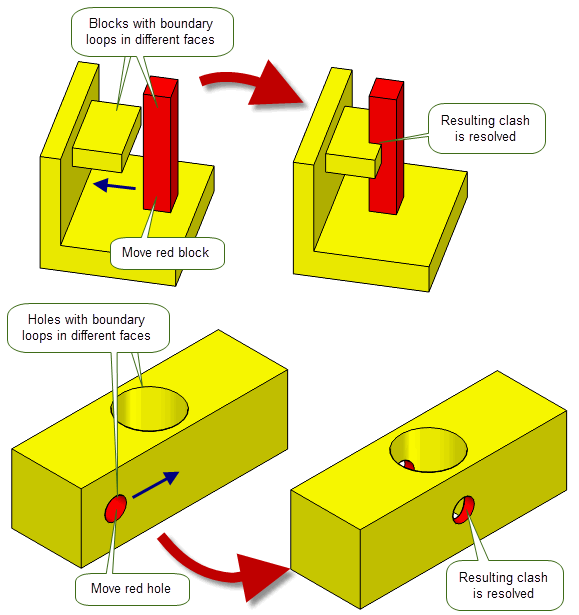 Blocks with boundary
loops in different faces
Resulting clash
is resolved
Move red block
Holes with boundary
loops in different faces
Move red hole
Resulting clash
is resolved